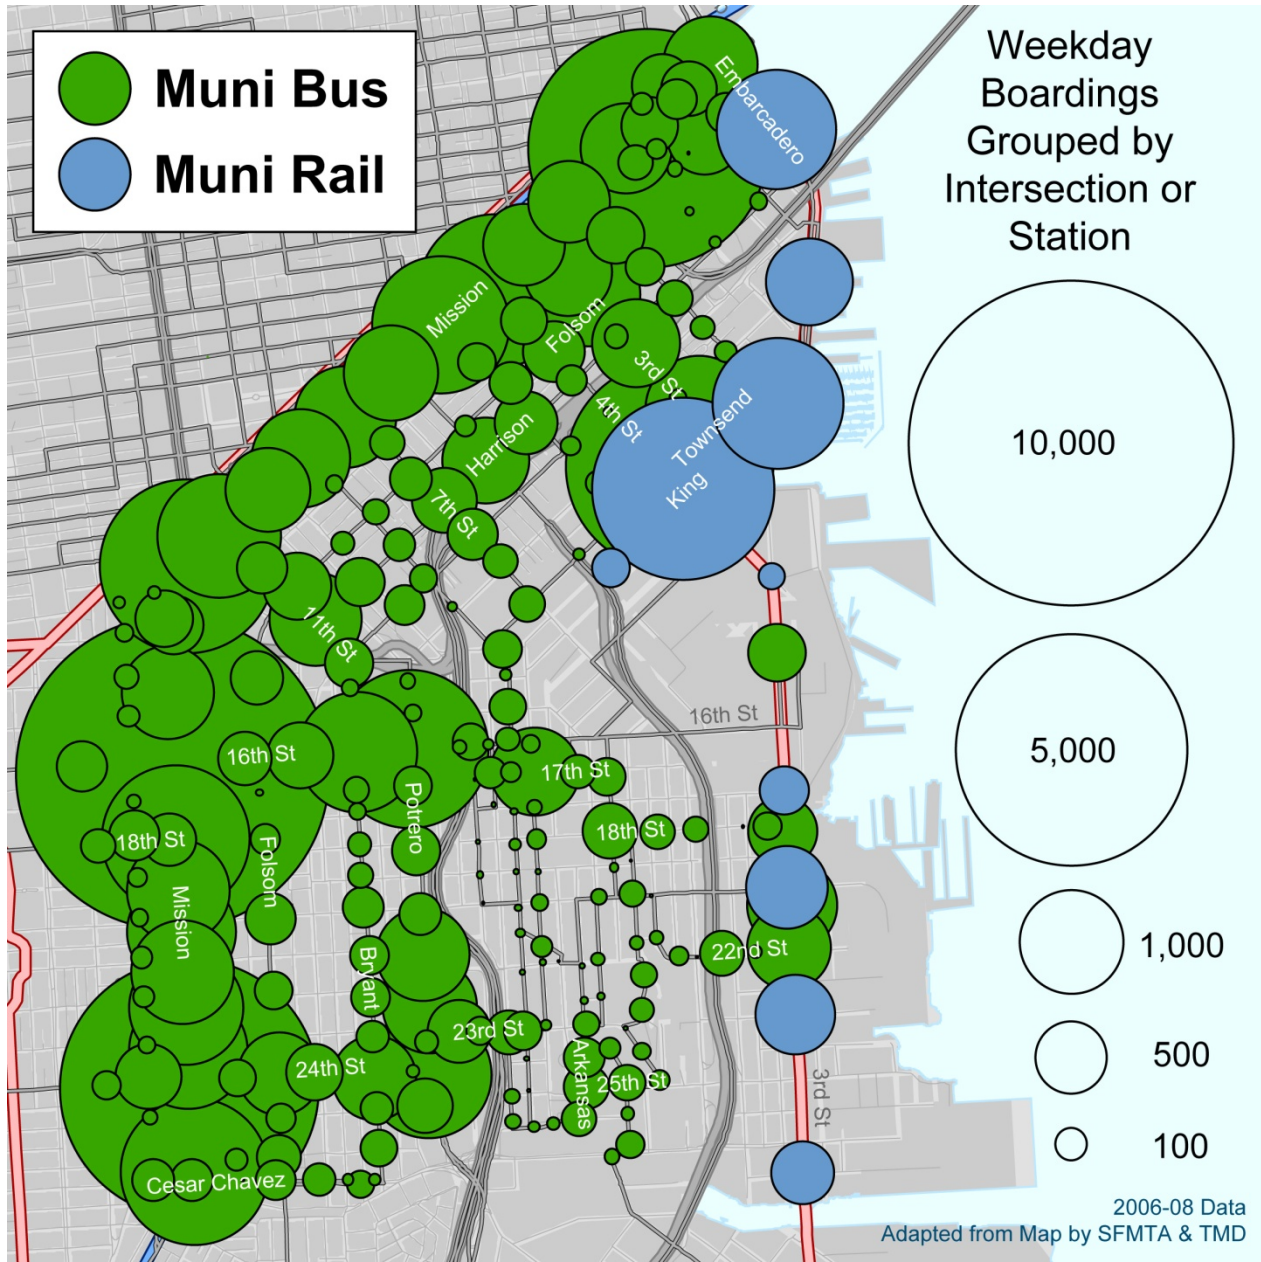 Muni Bus
Muni Rail
Weekday
Boardings
Grouped by
Intersection or
Station
10,000
5,000
1,000
500
100
Embarcadero
Mission
Folsom
3rd St
4th St
Townsend
King
Harrison
7th St
11th St
16th St
16th St
17th St
Potrero
18th St
18th St
Folsom
Mission
22nd St
Bryant
23rd St
24th St
Arkansas
25th St
3rd St
Cesar Chavez
2006-08 Data
Adapted from Map by SFMTA & TMD